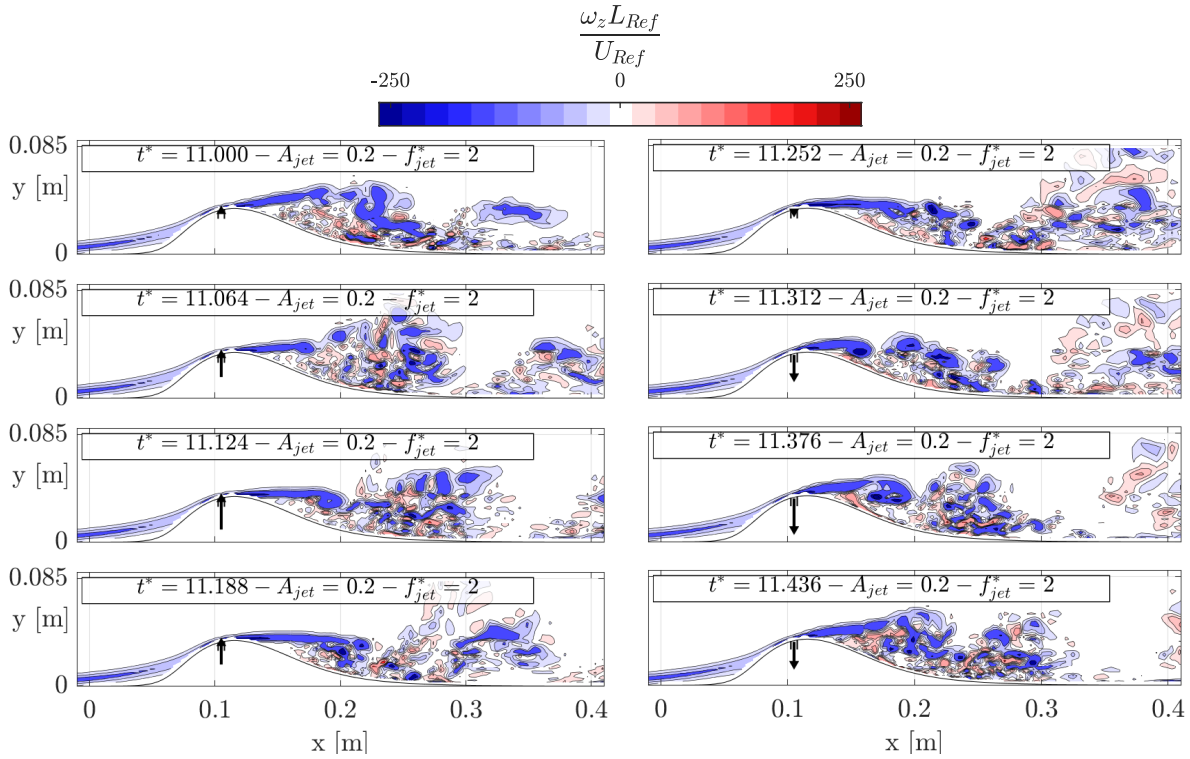 ω_z L_Ref
U_Ref
-250 0 250
0.085
y [m]
0
t* = 11.000 − A_jet = 0.2 − f*_jet = 2
t* = 11.252 − A_jet = 0.2 − f*_jet = 2
0.085
y [m]
0
t* = 11.064 − A_jet = 0.2 − f*_jet = 2
t* = 11.312 − A_jet = 0.2 − f*_jet = 2
0.085
y [m]
0
t* = 11.124 − A_jet = 0.2 − f*_jet = 2
t* = 11.376 − A_jet = 0.2 − f*_jet = 2
0.085
y [m]
0
t* = 11.188 − A_jet = 0.2 − f*_jet = 2
t* = 11.436 − A_jet = 0.2 − f*_jet = 2
0 0.1 0.2 0.3 0.4
x [m]
0 0.1 0.2 0.3 0.4
x [m]